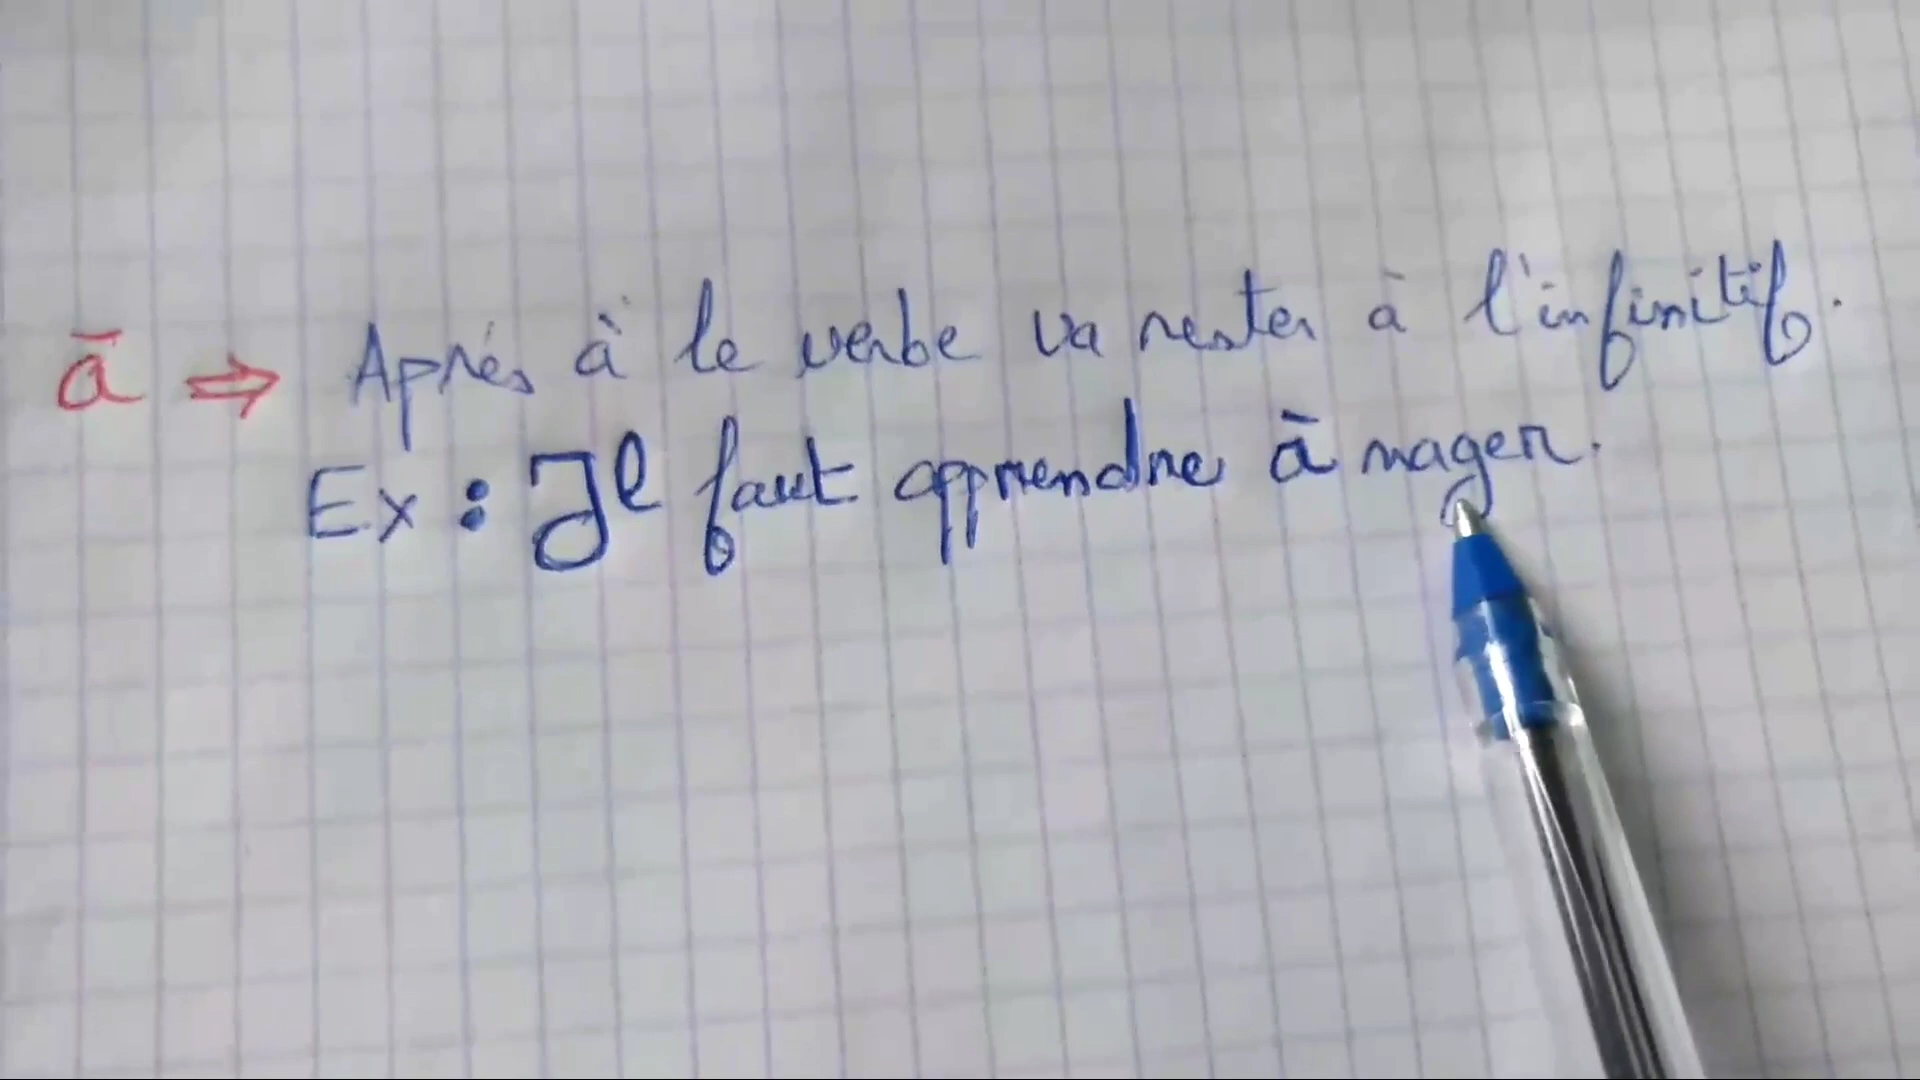 à ⇒ Après à le verbe va rester à l'infinitif.
Ex : Il faut apprendre à nager.